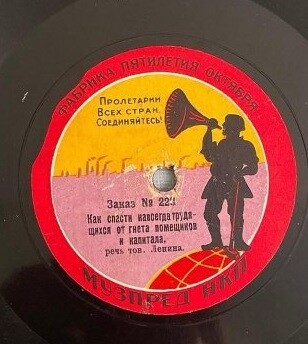 ФАБРИКА ПЯТИЛЕТИЯ ОКТЯБРЯ
Пролетарии
Всех стран.
Соединяйтесь!
Заказ № 222
Как спасти навсегда трудя-
щихся от гнета помещиков
и капитала,
речь тов. Ленина.
МУЗПРЕД НКП